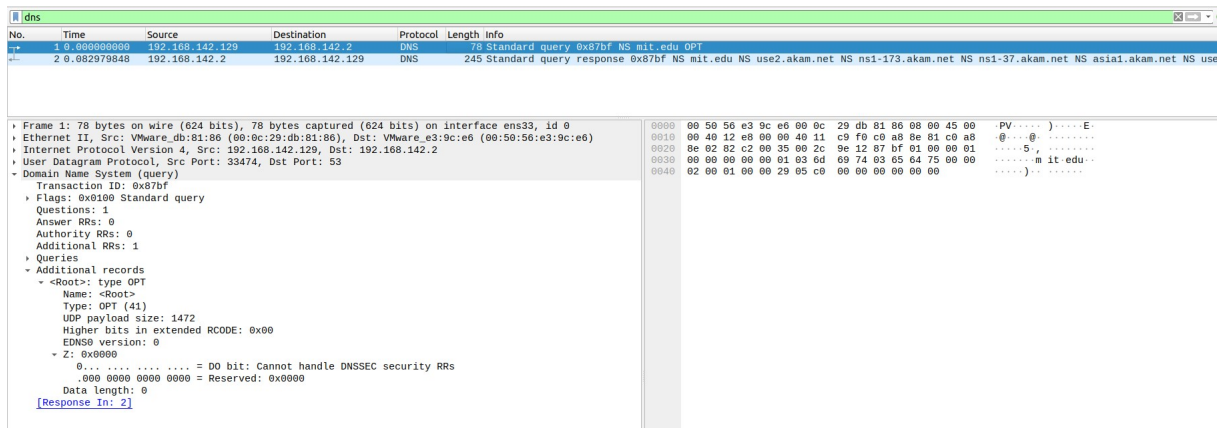 dns
No. Time Source Destination Protocol Length Info
1 0.000000000 192.168.142.129 192.168.142.2 DNS 78 Standard query 0x87bf NS mit.edu OPT
2 0.082979848 192.168.142.2 192.168.142.129 DNS 245 Standard query response 0x87bf NS mit.edu NS use2.akam.net NS ns1-173.akam.net NS ns1-37.akam.net NS asia1.akam.net NS use
Frame 1: 78 bytes on wire (624 bits), 78 bytes captured (624 bits) on interface ens33, id 0
Ethernet II, Src: VMware_db:81:86 (00:0c:29:db:81:86), Dst: VMware_e3:9c:e6 (00:50:56:e3:9c:e6)
Internet Protocol Version 4, Src: 192.168.142.129, Dst: 192.168.142.2
User Datagram Protocol, Src Port: 33474, Dst Port: 53
Domain Name System (query)
Transaction ID: 0x87bf
Flags: 0x0100 Standard query
Questions: 1
Answer RRs: 0
Authority RRs: 0
Additional RRs: 1
Queries
Additional records
<Root>: type OPT
Name: <Root>
Type: OPT (41)
UDP payload size: 1472
Higher bits in extended RCODE: 0x00
EDNS0 version: 0
Z: 0x0000
0... .... .... .... = DO bit: Cannot handle DNSSEC security RRs
.000 0000 0000 0000 = Reserved: 0x0000
Data length: 0
[Response In: 2]
0000 00 50 56 e3 9c e6 00 0c 29 db 81 86 08 00 45 00 ·PV····· )·····E·
0010 00 40 12 e8 00 00 40 11 c9 f0 c0 a8 8e 81 c0 a8 ·@····@· ········
0020 8e 02 82 c2 00 35 00 2c 9e 12 87 bf 01 00 00 01 ·····5·, ········
0030 00 00 00 00 00 01 03 6d 69 74 03 65 64 75 00 00 ·······m it·edu··
0040 02 00 01 00 00 29 05 c0 00 00 00 00 00 00 ·····)·· ······